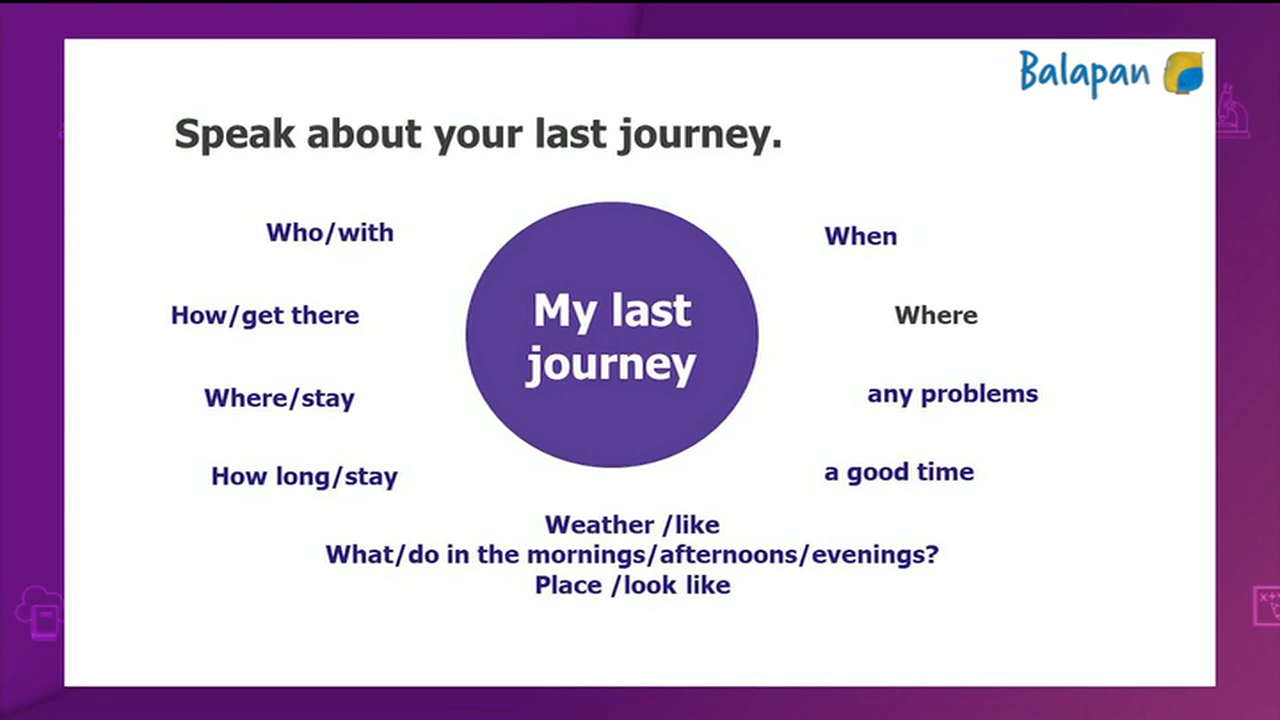 Balapan
Speak about your last journey.
Who/with
When
My last
journey
How/get there
Where
Where/stay
any problems
How long/stay
a good time
Weather /like
What/do in the mornings/afternoons/evenings?
Place /look like